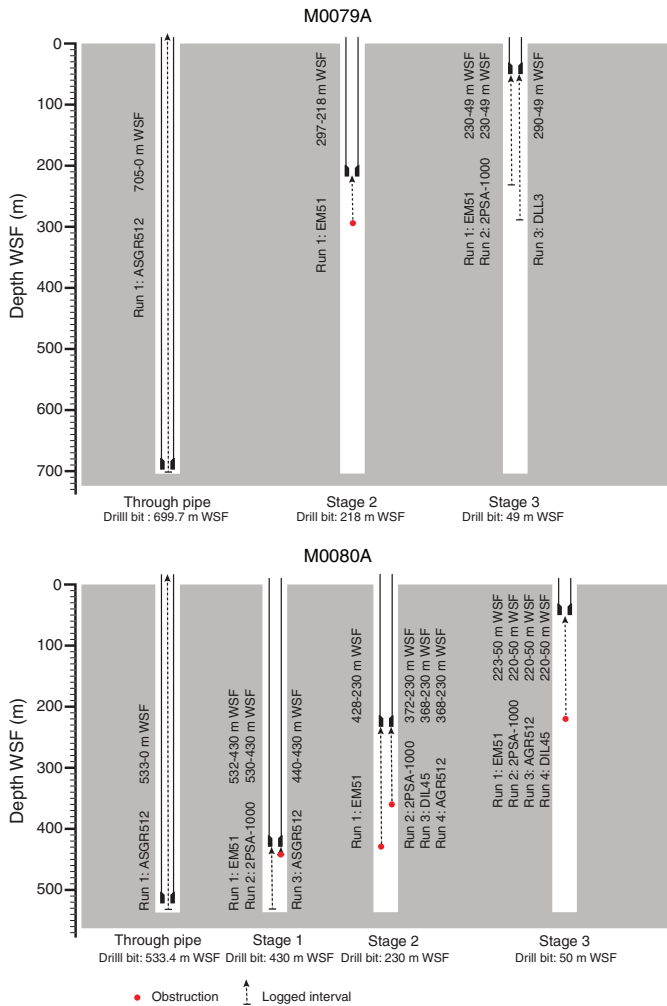 M0079A
Depth WSF (m)
0
100
200
300
400
500
600
700
Run 1: ASGR512 705-0 m WSF
Run 1: EM51 297-218 m WSF
Run 1: EM51 230-49 m WSF
Run 2: 2PSA-1000 230-49 m WSF
Run 3: DLL3 290-49 m WSF
Through pipe
Drilll bit : 699.7 m WSF
Stage 2
Drill bit: 218 m WSF
Stage 3
Drill bit: 49 m WSF
M0080A
Depth WSF (m)
0
100
200
300
400
500
Run 1: ASGR512 533-0 m WSF
Run 1: EM51 532-430 m WSF
Run 2: 2PSA-1000 530-430 m WSF
Run 3: ASGR512 440-430 m WSF
Run 1: EM51 428-230 m WSF
Run 2: 2PSA-1000 372-230 m WSF
Run 3: DIL45 368-230 m WSF
Run 4: AGR512 368-230 m WSF
Run 1: EM51 223-50 m WSF
Run 2: 2PSA-1000 220-50 m WSF
Run 3: AGR512 220-50 m WSF
Run 4: DIL45 220-50 m WSF
Through pipe
Drilll bit: 533.4 m WSF
Stage 1
Drill bit: 430 m WSF
Stage 2
Drill bit: 230 m WSF
Stage 3
Drill bit: 50 m WSF
Obstruction
Logged interval